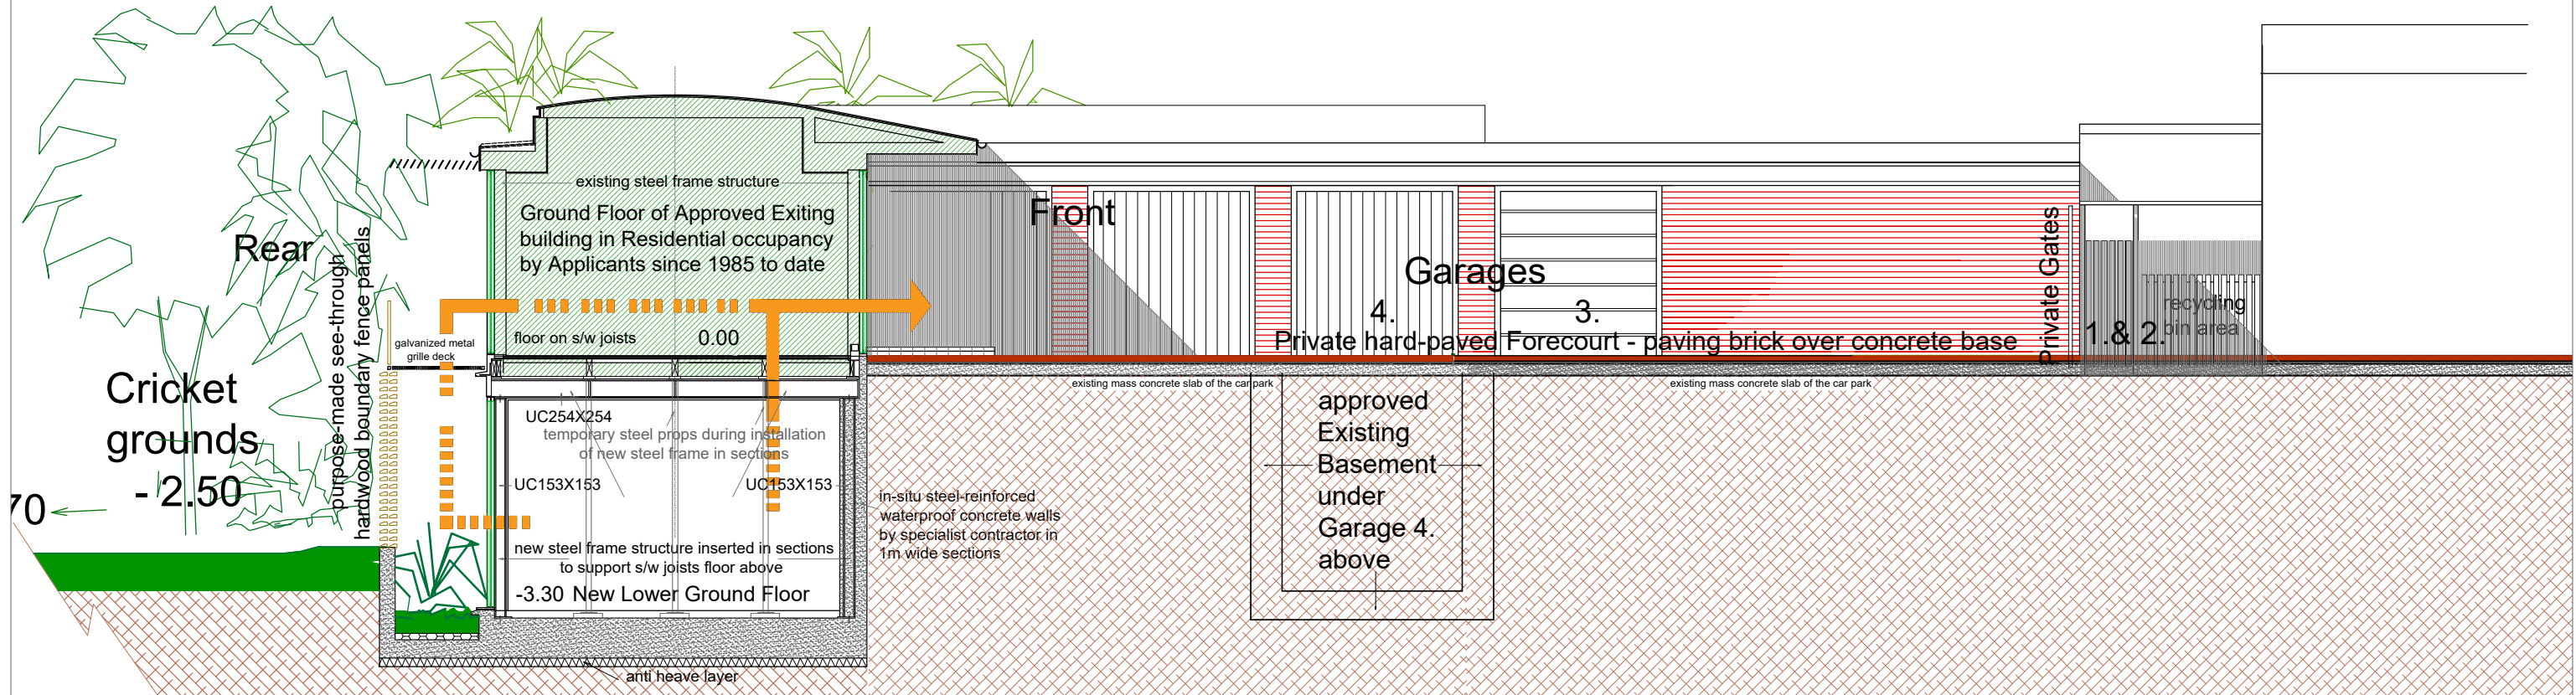 existing steel frame structure
Ground Floor of Approved Exiting
building in Residential occupancy
by Applicants since 1985 to date
floor on s/w joists
0.00
Rear
purpose-made see-through
hardwood boundary fence panels
galvanized metal
grille deck
Cricket
grounds
- 2.50
70
UC254X254
temporary steel props during installation
of new steel frame in sections
UC153X153
UC153X153
new steel frame structure inserted in sections
to support s/w joists floor above
-3.30 New Lower Ground Floor
anti heave layer
in-situ steel-reinforced
waterproof concrete walls
by specialist contractor in
1m wide sections
Front
Garages
4.
3.
Private hard-paved Forecourt - paving brick over concrete base
existing mass concrete slab of the car park
existing mass concrete slab of the car park
approved
Existing
Basement
under
Garage 4.
above
Private Gates
1.& 2.
recycling
bin area